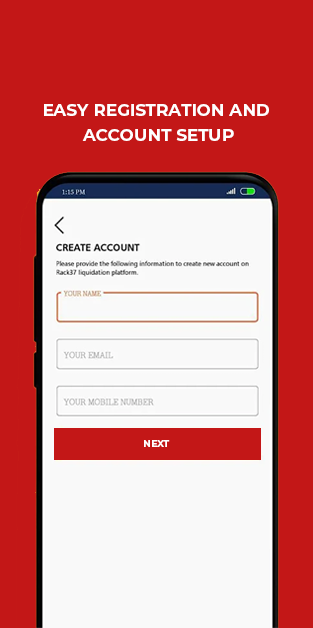 EASY REGISTRATION AND
ACCOUNT SETUP
1:15 PM
CREATE ACCOUNT
Please provide the following information to create new account on
Rack37 liquidation platform.
YOUR NAME
YOUR EMAIL
YOUR MOBILE NUMBER
NEXT